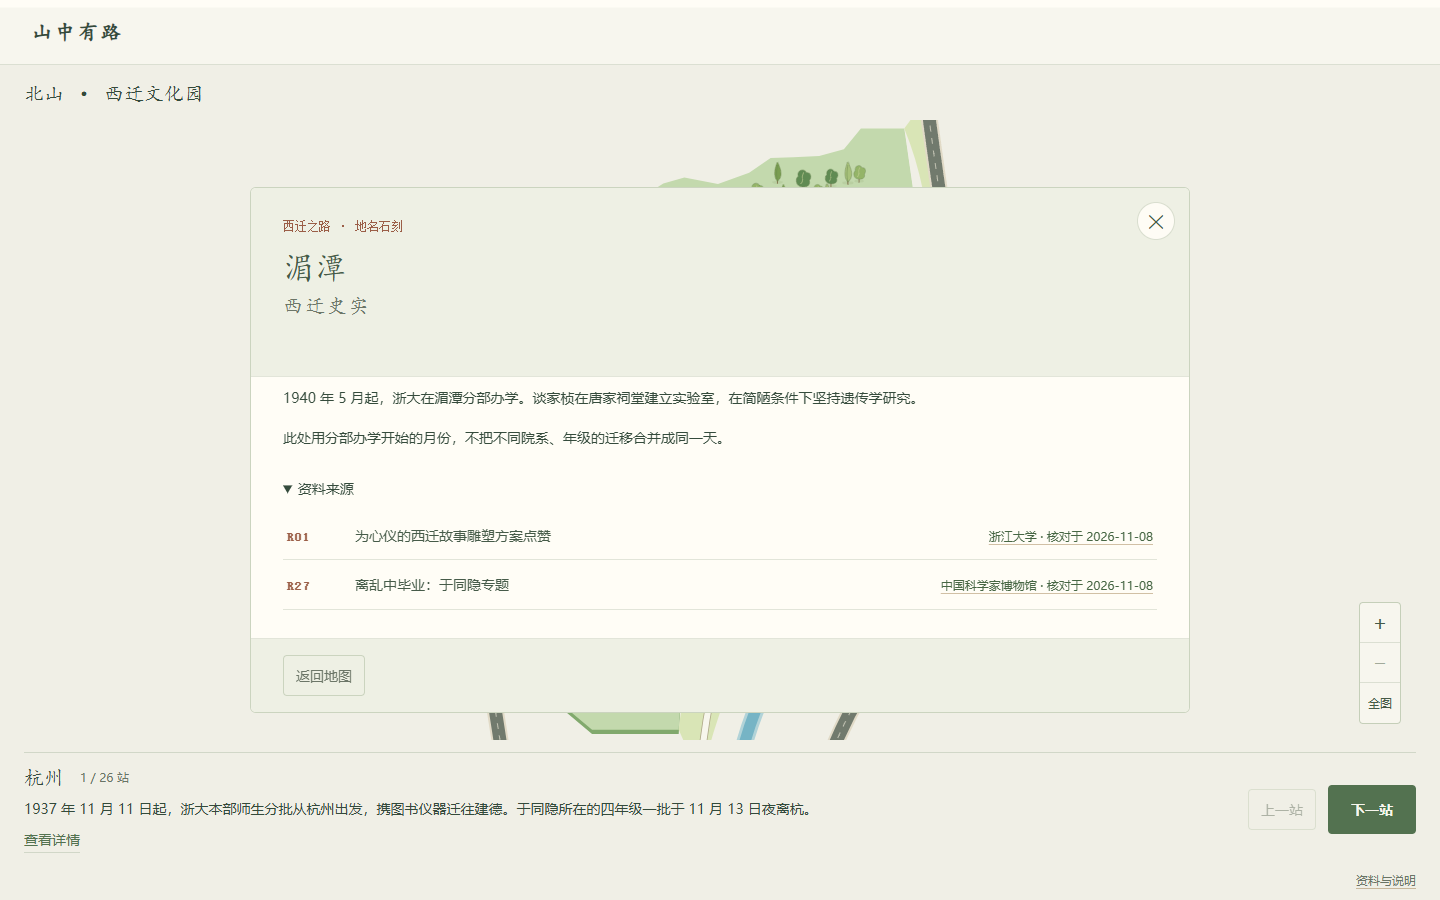 山中有路
北山 • 西迁文化园
西迁之路 · 地名石刻
湄潭
西迁史实
1940 年 5 月起，浙大在湄潭分部办学。谈家桢在唐家祠堂建立实验室，在简陋条件下坚持遗传学研究。
此处用分部办学开始的月份，不把不同院系、年级的迁移合并成同一天。
▼ 资料来源
R01 为心仪的西迁故事雕塑方案点赞 浙江大学 · 核对于 2026-11-08
R27 离乱中毕业：于同隐专题 中国科学家博物馆 · 核对于 2026-11-08
返回地图
+
−
全图
杭州 1 / 26 站
1937 年 11 月 11 日起，浙大本部师生分批从杭州出发，携图书仪器迁往建德。于同隐所在的四年级一批于 11 月 13 日夜离杭。
查看详情
上一站 下一站
资料与说明